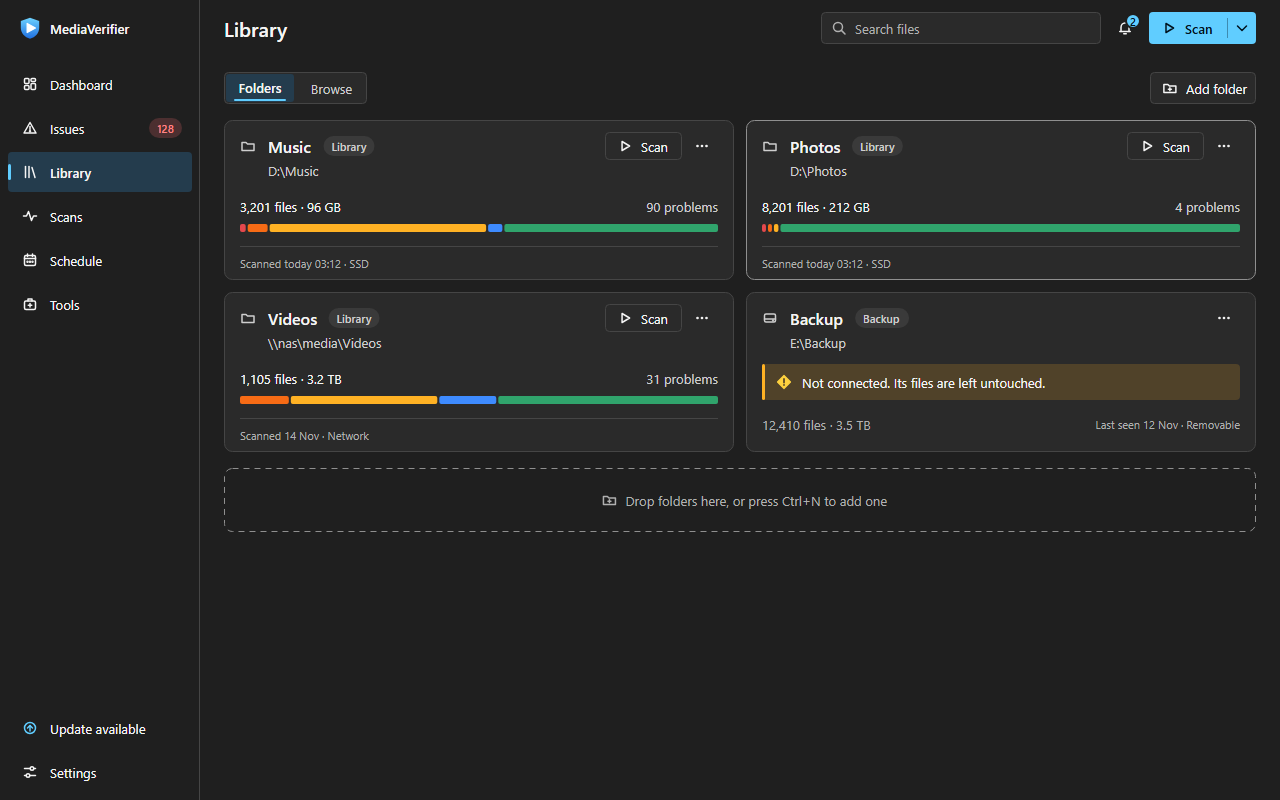 MediaVerifier
Dashboard
Issues 128
Library
Scans
Schedule
Tools
Update available
Settings
Library
Search files
2
Scan
Folders Browse
Add folder
Music Library Scan
D:\Music
3,201 files · 96 GB 90 problems
Scanned today 03:12 · SSD
Photos Library Scan
D:\Photos
8,201 files · 212 GB 4 problems
Scanned today 03:12 · SSD
Videos Library Scan
\\nas\media\Videos
1,105 files · 3.2 TB 31 problems
Scanned 14 Nov · Network
Backup Backup
E:\Backup
Not connected. Its files are left untouched.
12,410 files · 3.5 TB Last seen 12 Nov · Removable
Drop folders here, or press Ctrl+N to add one